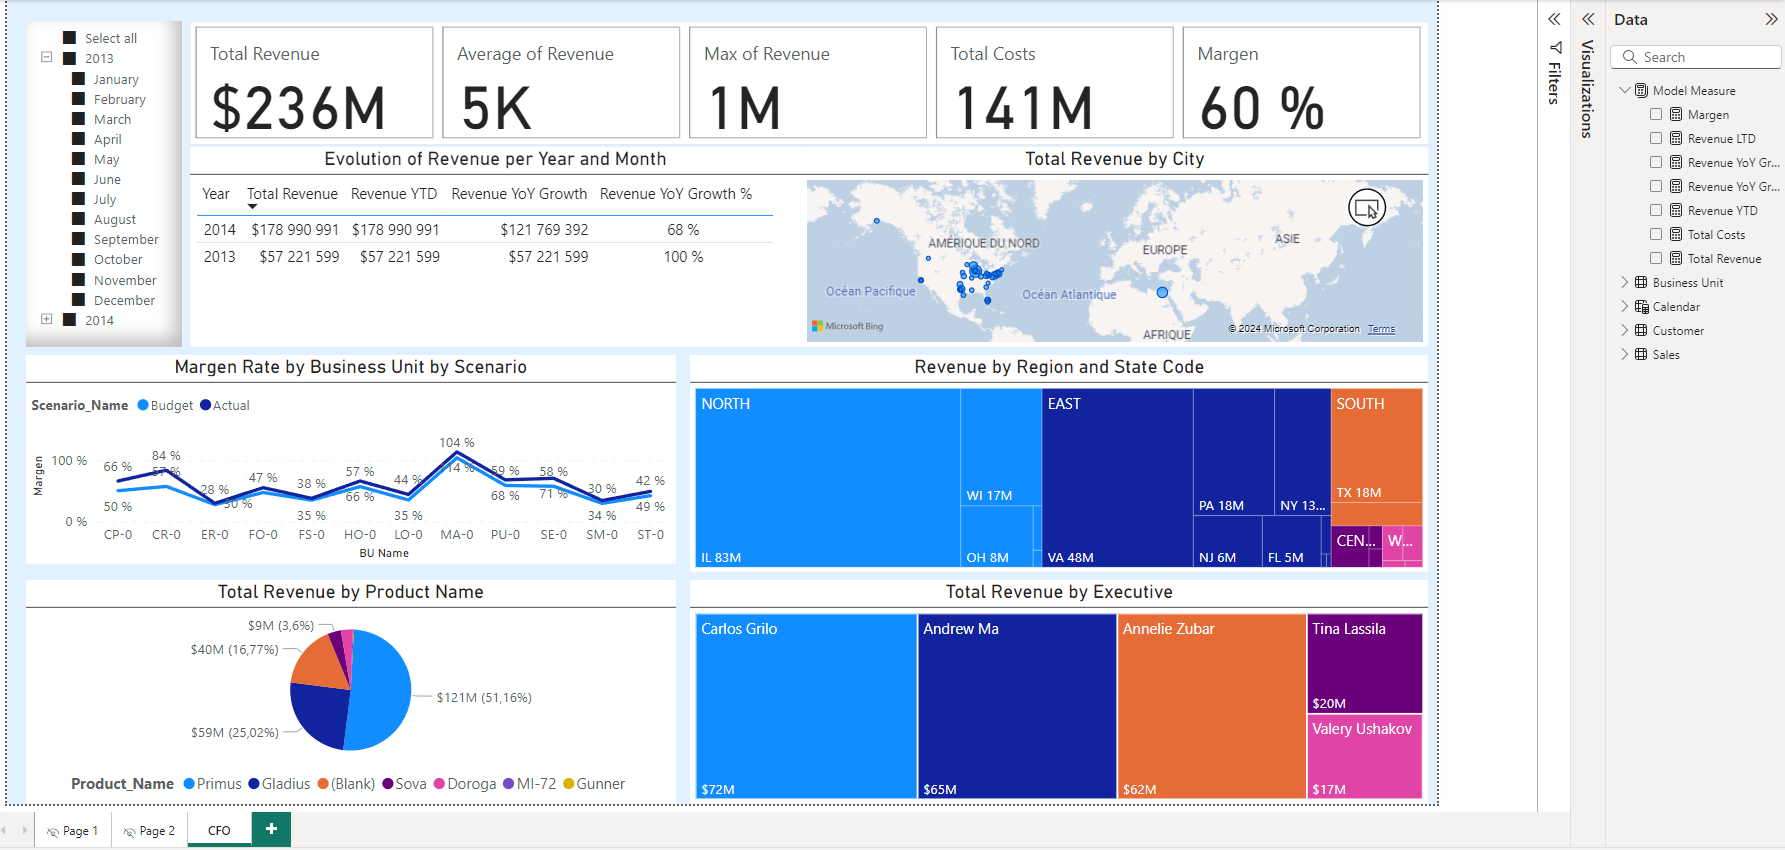 Select all
2013
January
February
March
April
May
June
July
August
September
October
November
December
2014
Total Revenue
$236M
Average of Revenue
5K
Max of Revenue
1M
Total Costs
141M
Margen
60 %
Evolution of Revenue per Year and Month
Year Total Revenue Revenue YTD Revenue YoY Growth Revenue YoY Growth %
2014 $178 990 991 $178 990 991 $121 769 392 68 %
2013 $57 221 599 $57 221 599 $57 221 599 100 %
Total Revenue by City
AMÉRIQUE DU NORD
EUROPE
ASIE
Océan Pacifique
Océan Atlantique
AFRIQUE
Microsoft Bing
© 2024 Microsoft Corporation Terms
Margen Rate by Business Unit by Scenario
Scenario_Name Budget Actual
Margen
100 %
0 %
66 % 84 % 28 % 47 % 38 % 57 % 44 % 104 % 59 % 58 % 30 % 42 %
50 % 57 % 30 % 35 % 66 % 35 % 68 % 71 % 34 % 49 %
CP-0 CR-0 ER-0 FO-0 FS-0 HO-0 LO-0 MA-0 PU-0 SE-0 SM-0 ST-0
BU Name
Revenue by Region and State Code
NORTH
IL 83M
WI 17M
OH 8M
EAST
VA 48M
PA 18M
NY 13...
NJ 6M
FL 5M
SOUTH
TX 18M
CEN...
W...
Total Revenue by Product Name
$9M (3,6%)
$40M (16,77%)
$121M (51,16%)
$59M (25,02%)
Product_Name Primus Gladius (Blank) Sova Doroga MI-72 Gunner
Total Revenue by Executive
Carlos Grilo
$72M
Andrew Ma
$65M
Annelie Zubar
$62M
Tina Lassila
$20M
Valery Ushakov
$17M
Page 1
Page 2
CFO
+
Filters
Visualizations
Data
Search
Model Measure
Margen
Revenue LTD
Revenue YoY Gr...
Revenue YoY Gr...
Revenue YTD
Total Costs
Total Revenue
Business Unit
Calendar
Customer
Sales